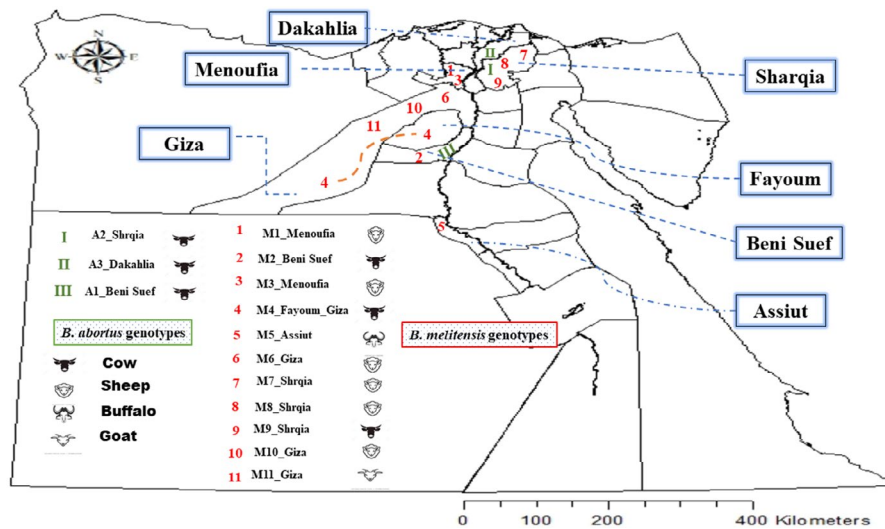 Dakahlia
N
W
E
S
Menoufia
Sharqia
Giza
Fayoum
Beni Suef
Assiut
II
7
1
I
8
3
9
6
10
11
4
2
III
4
5
I A2_Shrqia
II A3_Dakahlia
III A1_Beni Suef
B. abortus genotypes
Cow
Sheep
Buffalo
Goat
1 M1_Menoufia
2 M2_Beni Suef
3 M3_Menoufia
4 M4_Fayoum_Giza
5 M5_Assiut
6 M6_Giza
7 M7_Shrqia
8 M8_Shrqia
9 M9_Shrqia
10 M10_Giza
11 M11_Giza
B. melitensis genotypes
0 100 200 400 Kilometers